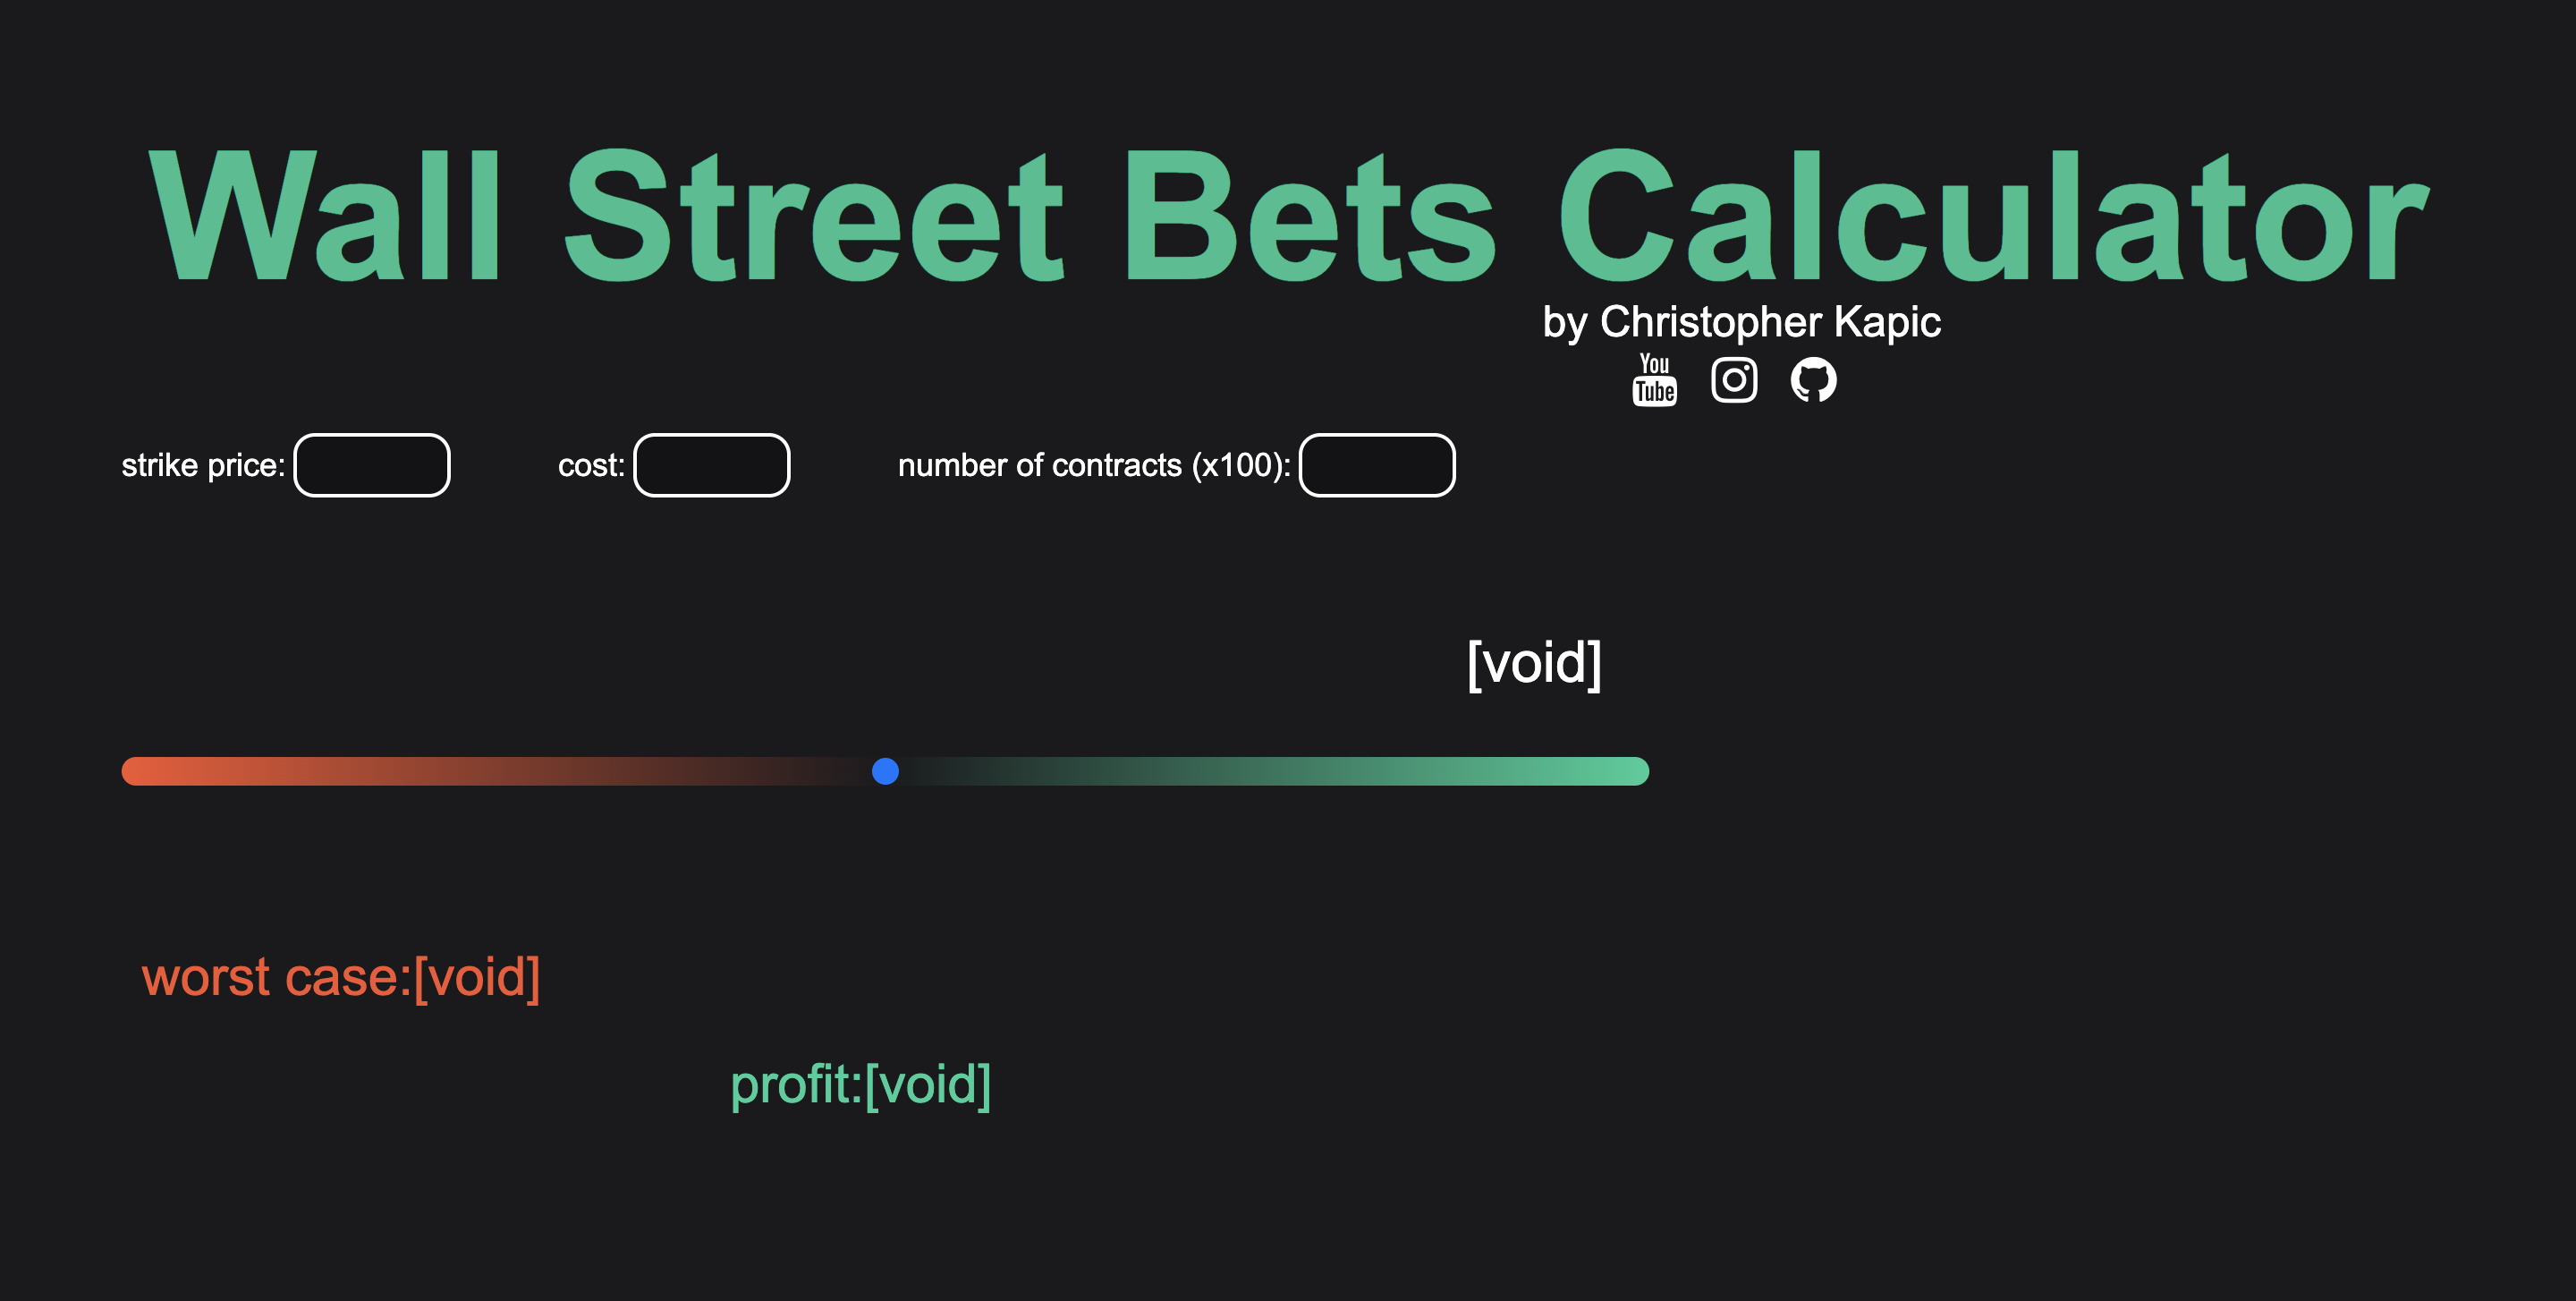 Wall Street Bets Calculator
by Christopher Kapic
You
Tube
strike price: cost: number of contracts (x100):
[void]
worst case:[void]
profit:[void]